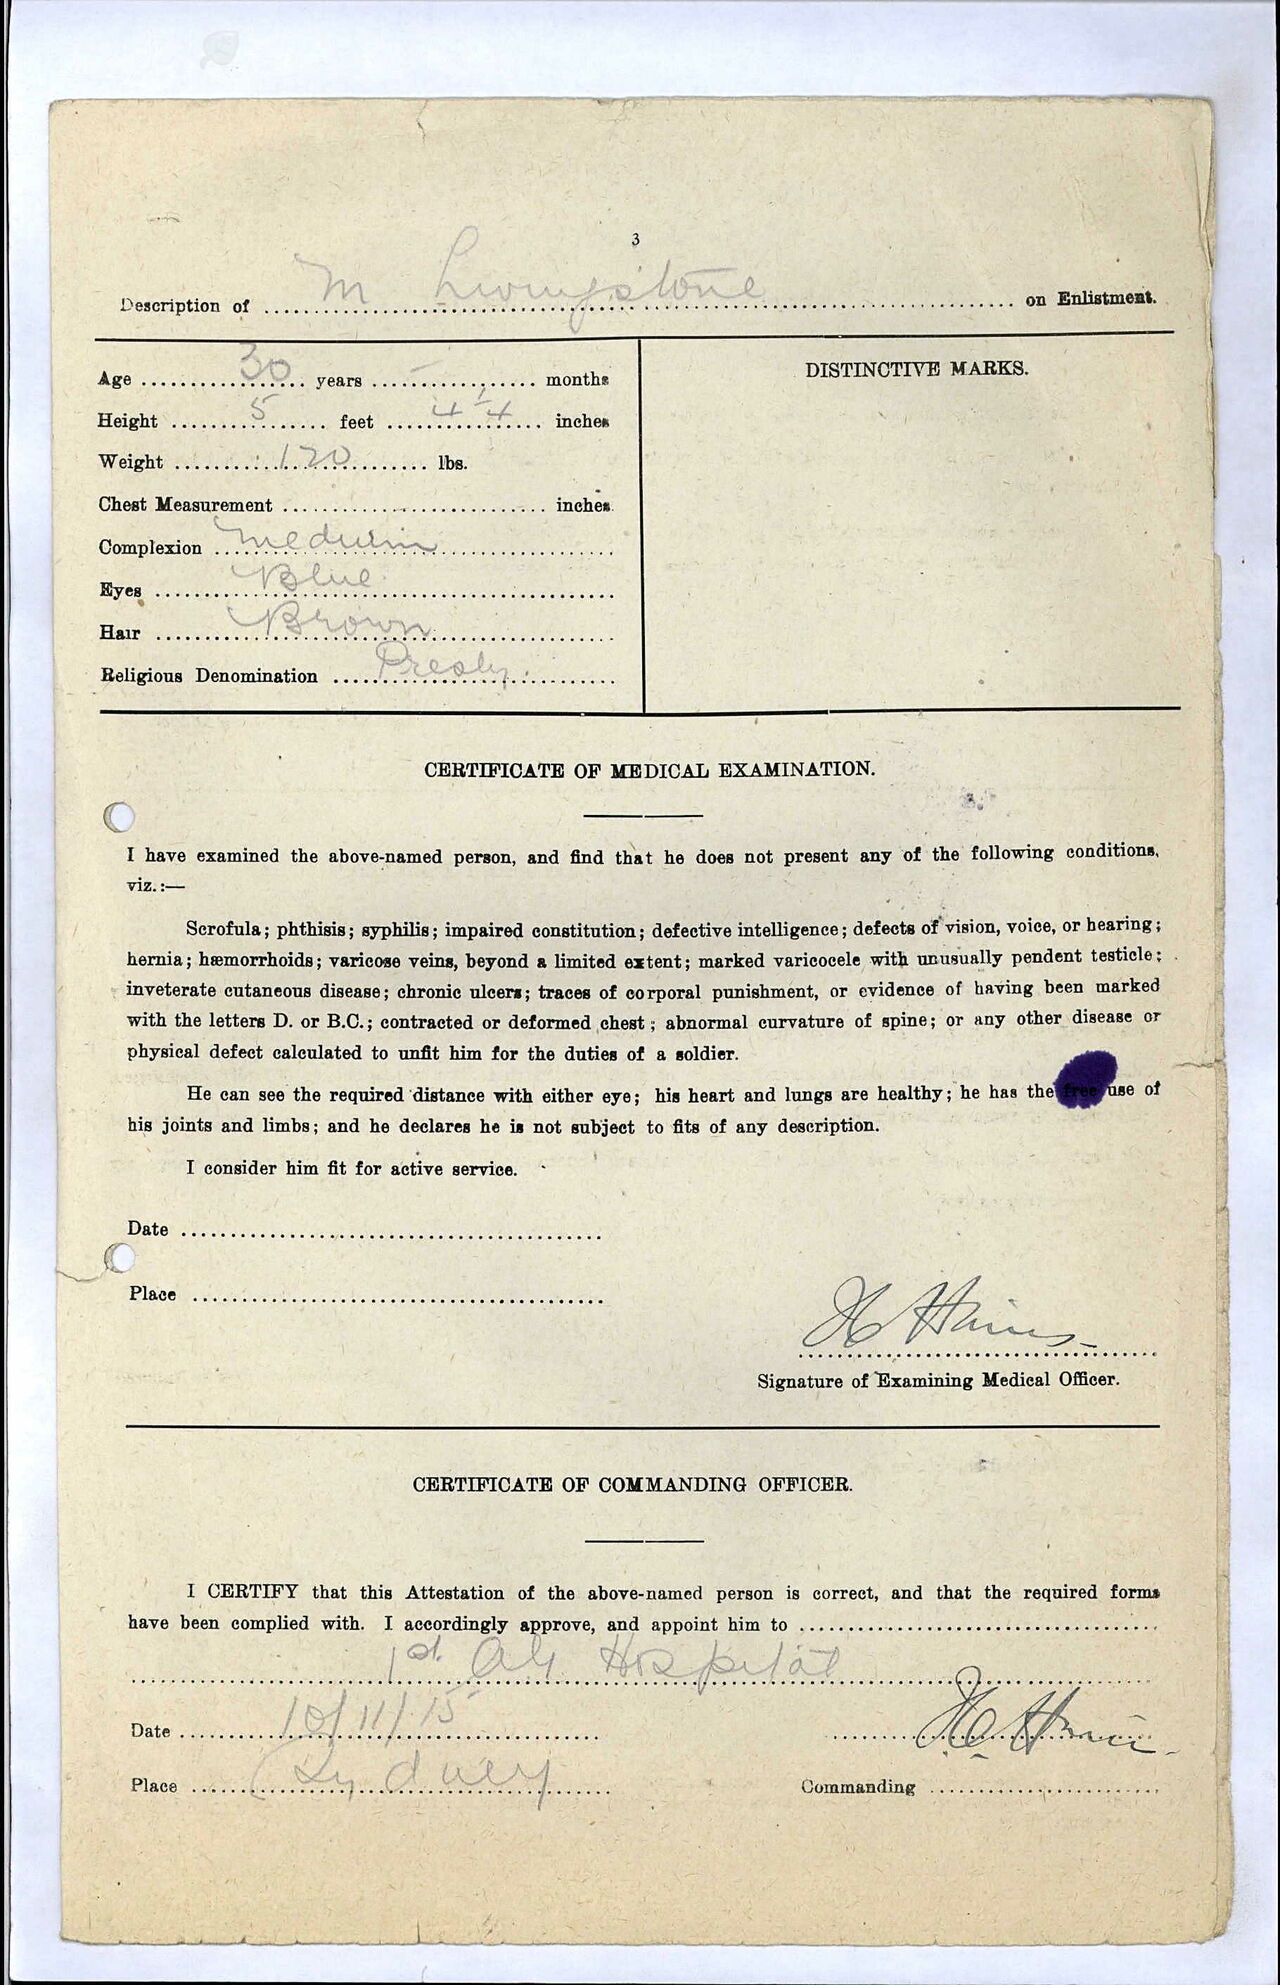 3
Description of M Livingstone on Enlistment.
Age 30 years — months
Height 5 feet 4 1/4 inches
Weight 120 lbs.
Chest Measurement inches
Complexion Medium
Eyes Blue
Hair Brown
Religious Denomination Presby
DISTINCTIVE MARKS.
CERTIFICATE OF MEDICAL EXAMINATION.
I have examined the above-named person, and find that he does not present any of the following conditions,
viz.:—
Scrofula; phthisis; syphilis; impaired constitution; defective intelligence; defects of vision, voice, or hearing;
hernia; hæmorrhoids; varicose veins, beyond a limited extent; marked varicocele with unusually pendent testicle;
inveterate cutaneous disease; chronic ulcers; traces of corporal punishment, or evidence of having been marked
with the letters D. or B.C.; contracted or deformed chest; abnormal curvature of spine; or any other disease or
physical defect calculated to unfit him for the duties of a soldier.
He can see the required distance with either eye; his heart and lungs are healthy; he has the free use of
his joints and limbs; and he declares he is not subject to fits of any description.
I consider him fit for active service.
Date
Place
Signature of Examining Medical Officer.
CERTIFICATE OF COMMANDING OFFICER.
I CERTIFY that this Attestation of the above-named person is correct, and that the required forms
have been complied with. I accordingly approve, and appoint him to
1st AG Hospital
Date 10/11/15
Place Sydney
Commanding